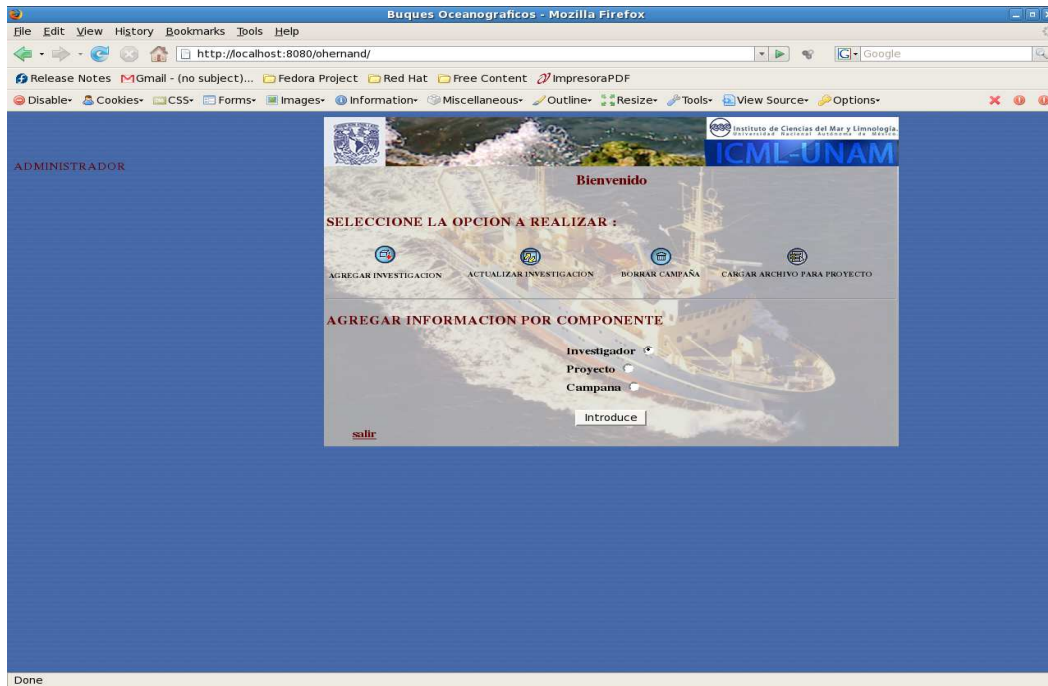 Buques Oceanograficos - Mozilla Firefox
File Edit View History Bookmarks Tools Help
http://localhost:8080/ohernand/
Google
Release Notes Gmail - (no subject)... Fedora Project Red Hat Free Content ImpresoraPDF
Disable Cookies CSS Forms Images Information Miscellaneous Outline Resize Tools View Source Options
Instituto de Ciencias del Mar y Limnología.
Universidad Nacional Autónoma de México.
ICML-UNAM
ADMINISTRADOR
Bienvenido
SELECCIONE LA OPCION A REALIZAR :
AGREGAR INVESTIGACION ACTUALIZAR INVESTIGACION BORRAR CAMPAÑA CARGAR ARCHIVO PARA PROYECTO
AGREGAR INFORMACION POR COMPONENTE
Investigador
Proyecto
Campana
Introduce
salir
Done